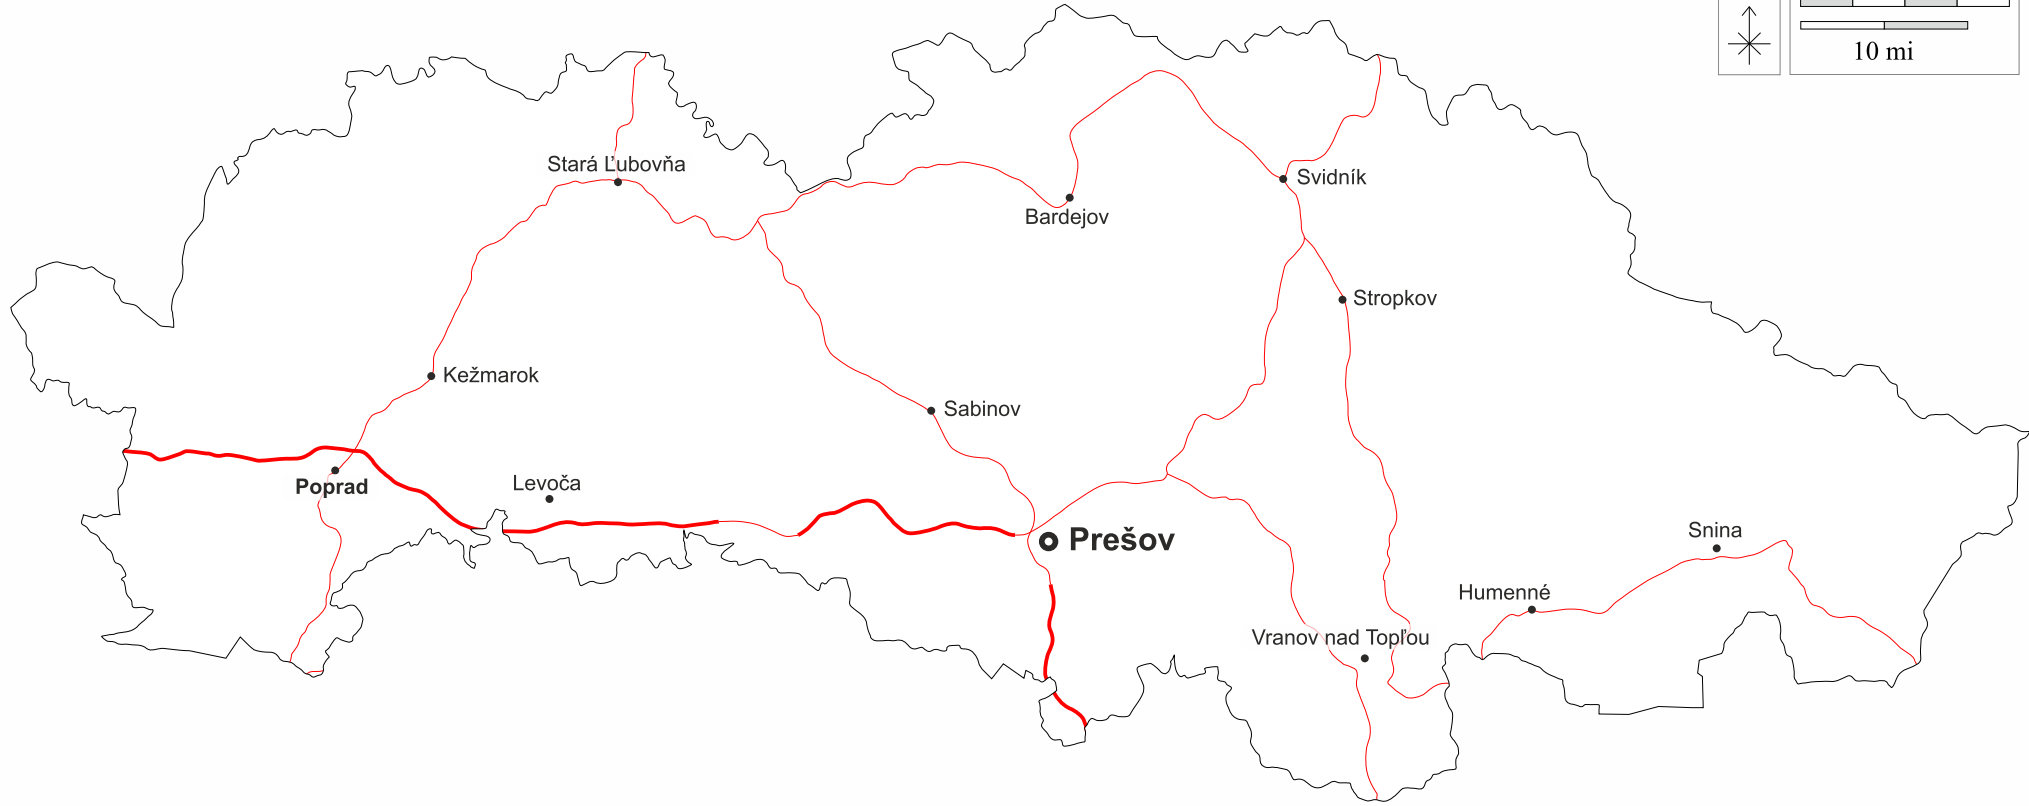 10 mi
Stará Ľubovňa
Svidník
Bardejov
Stropkov
Kežmarok
Sabinov
Levoča
Poprad
Prešov
Snina
Humenné
Vranov nad Topľou